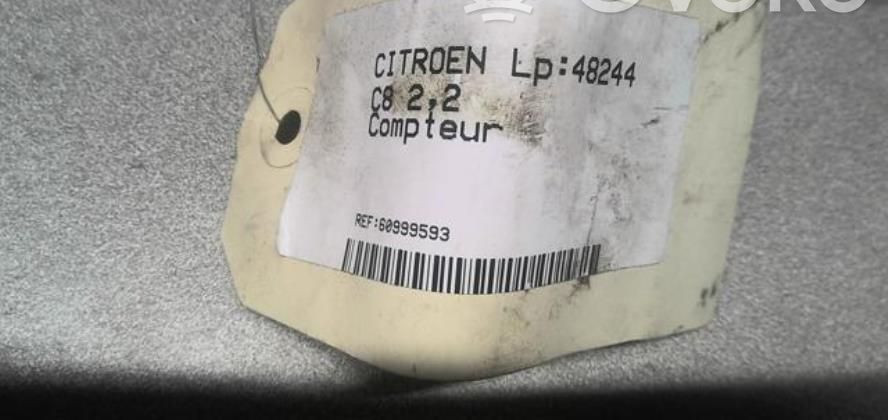 CITROEN Lp:48244
C8 2,2
Compteur
REF:60999593